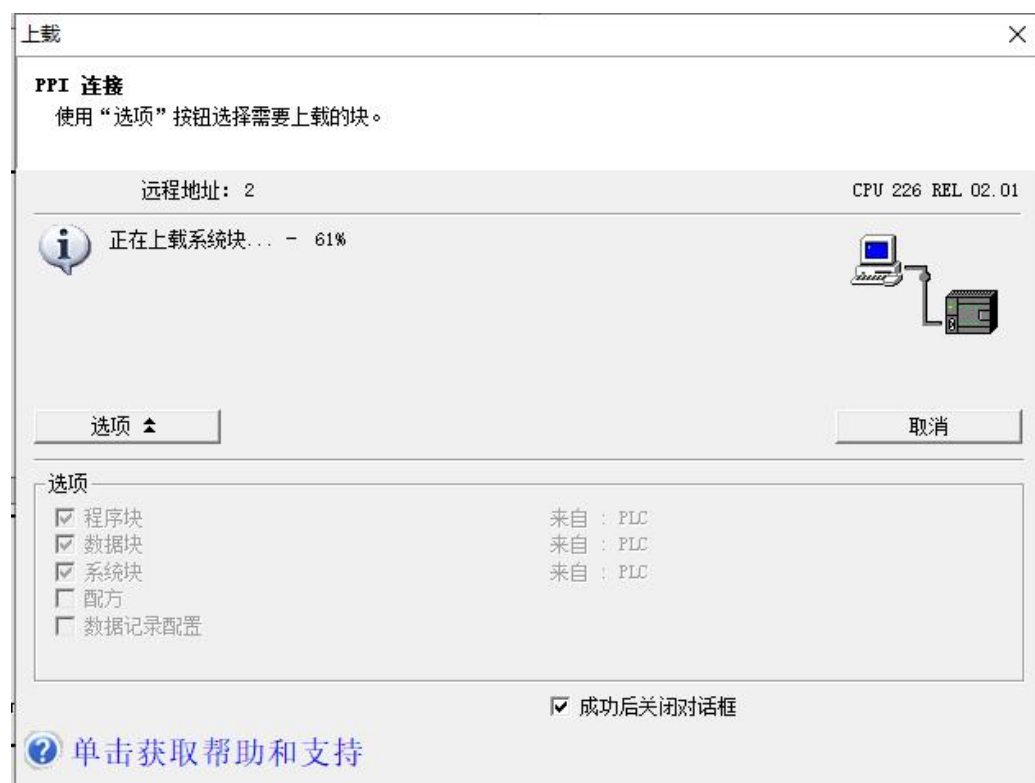 上载
PPI 连接
使用“选项”按钮选择需要上载的块。
远程地址: 2
CPU 226 REL 02.01
正在上载系统块... - 61%
选项
取消
选项
程序块 来自 : PLC
数据块 来自 : PLC
系统块 来自 : PLC
配方
数据记录配置
成功后关闭对话框
单击获取帮助和支持